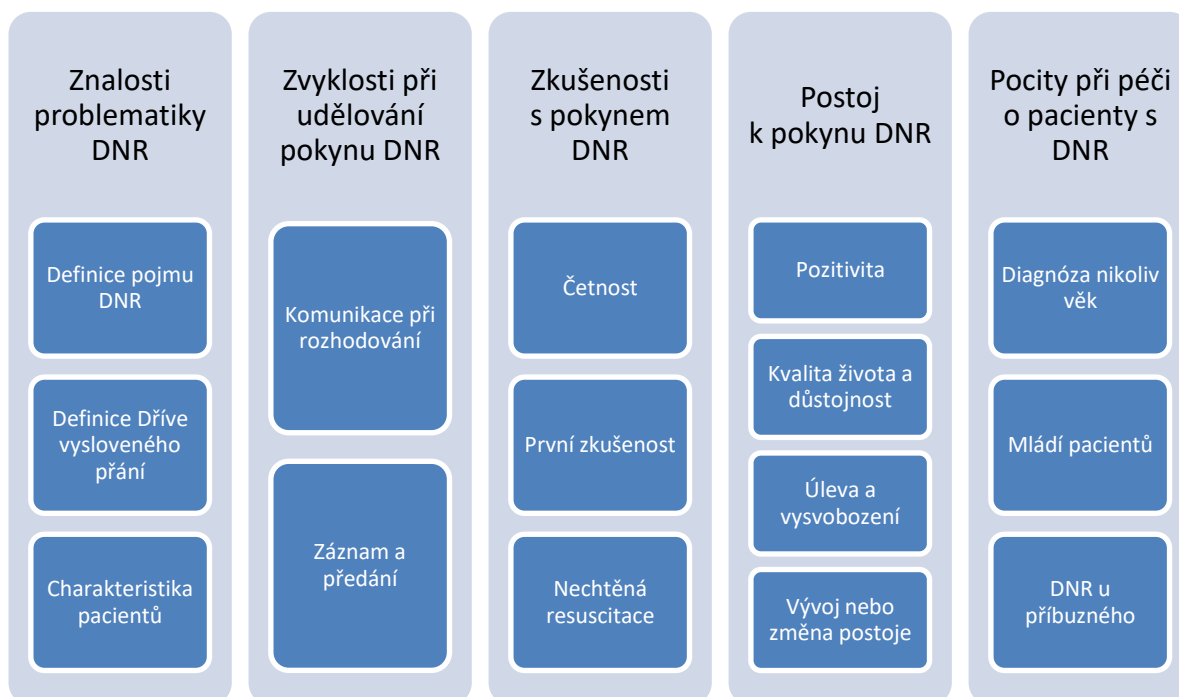 Znalosti
problematiky
DNR
Definice pojmu
DNR
Definice Dříve
vysloveného
přání
Charakteristika
pacientů
Zvyklosti při
udělování
pokynu DNR
Komunikace při
rozhodování
Záznam a
předání
Zkušenosti
s pokynem
DNR
Četnost
První zkušenost
Nechtěná
resuscitace
Postoj
k pokynu DNR
Pozitivita
Kvalita života a
důstojnost
Úleva a
vysvobození
Vývoj nebo
změna postoje
Pocity při péči
o pacienty s
DNR
Diagnóza nikoliv
věk
Mládí pacientů
DNR u
příbuzného